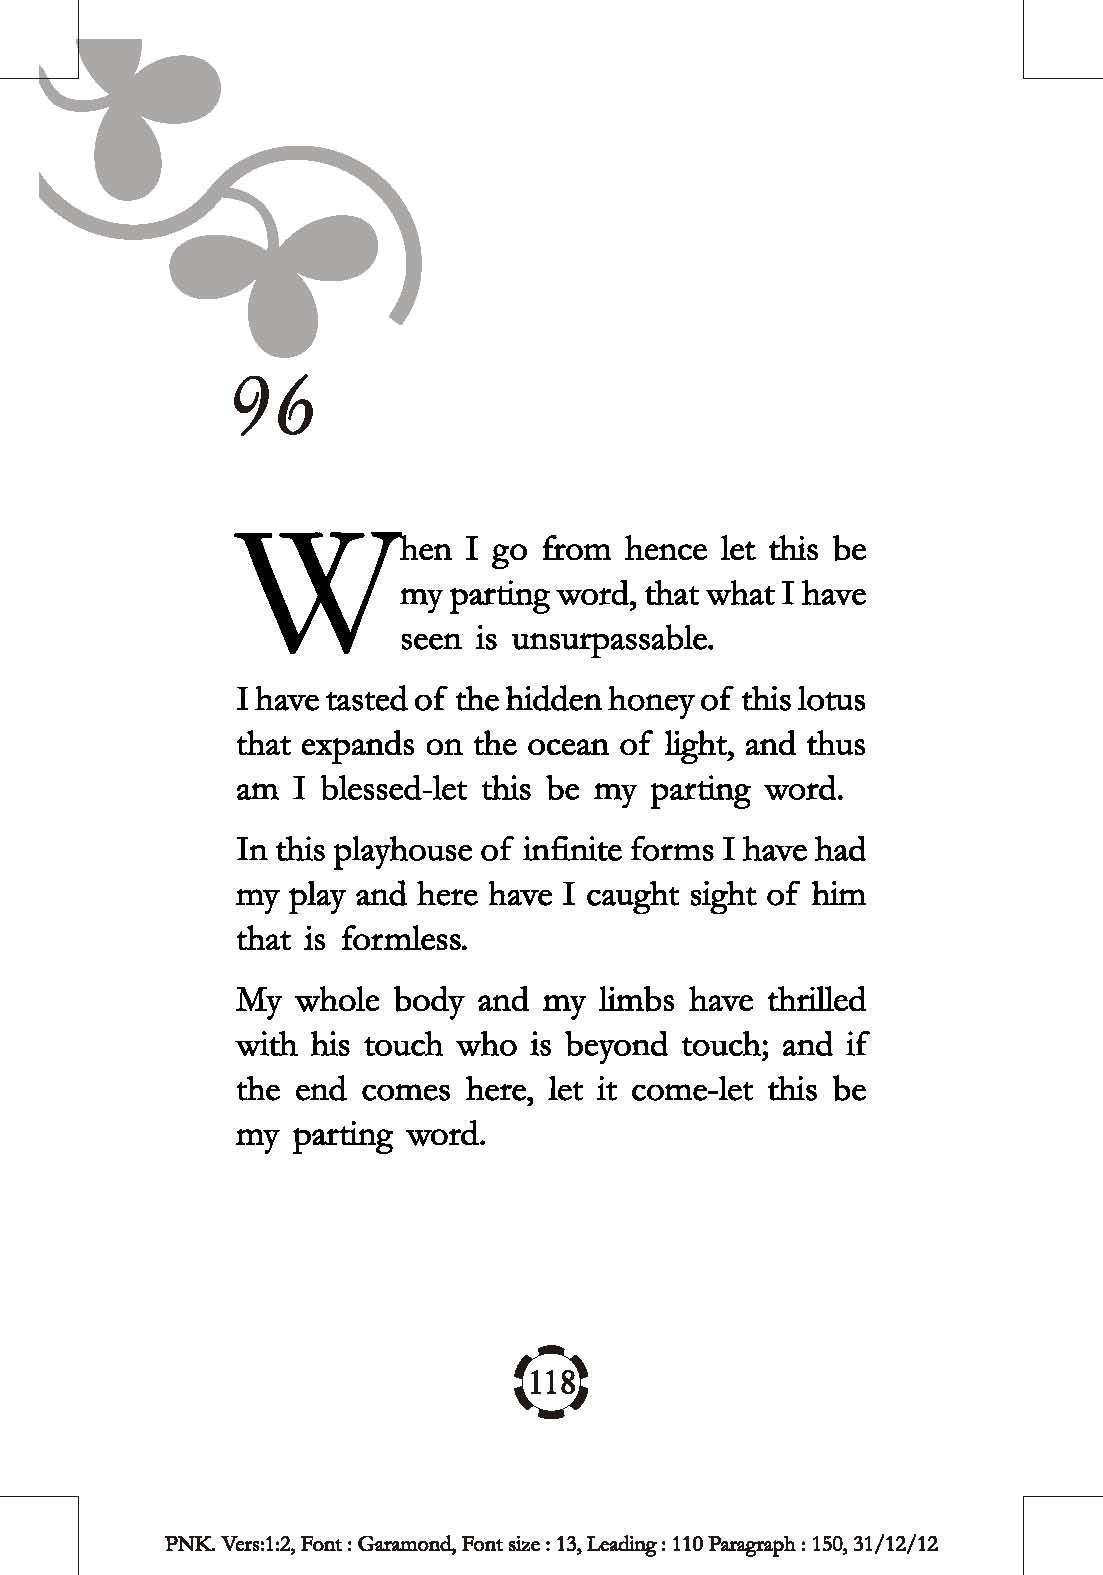 96
When I go from hence let this be
my parting word, that what I have
seen is unsurpassable.
I have tasted of the hidden honey of this lotus
that expands on the ocean of light, and thus
am I blessed-let this be my parting word.
In this playhouse of infinite forms I have had
my play and here have I caught sight of him
that is formless.
My whole body and my limbs have thrilled
with his touch who is beyond touch; and if
the end comes here, let it come-let this be
my parting word.
118
PNK. Vers:1:2, Font : Garamond, Font size : 13, Leading : 110 Paragraph : 150, 31/12/12